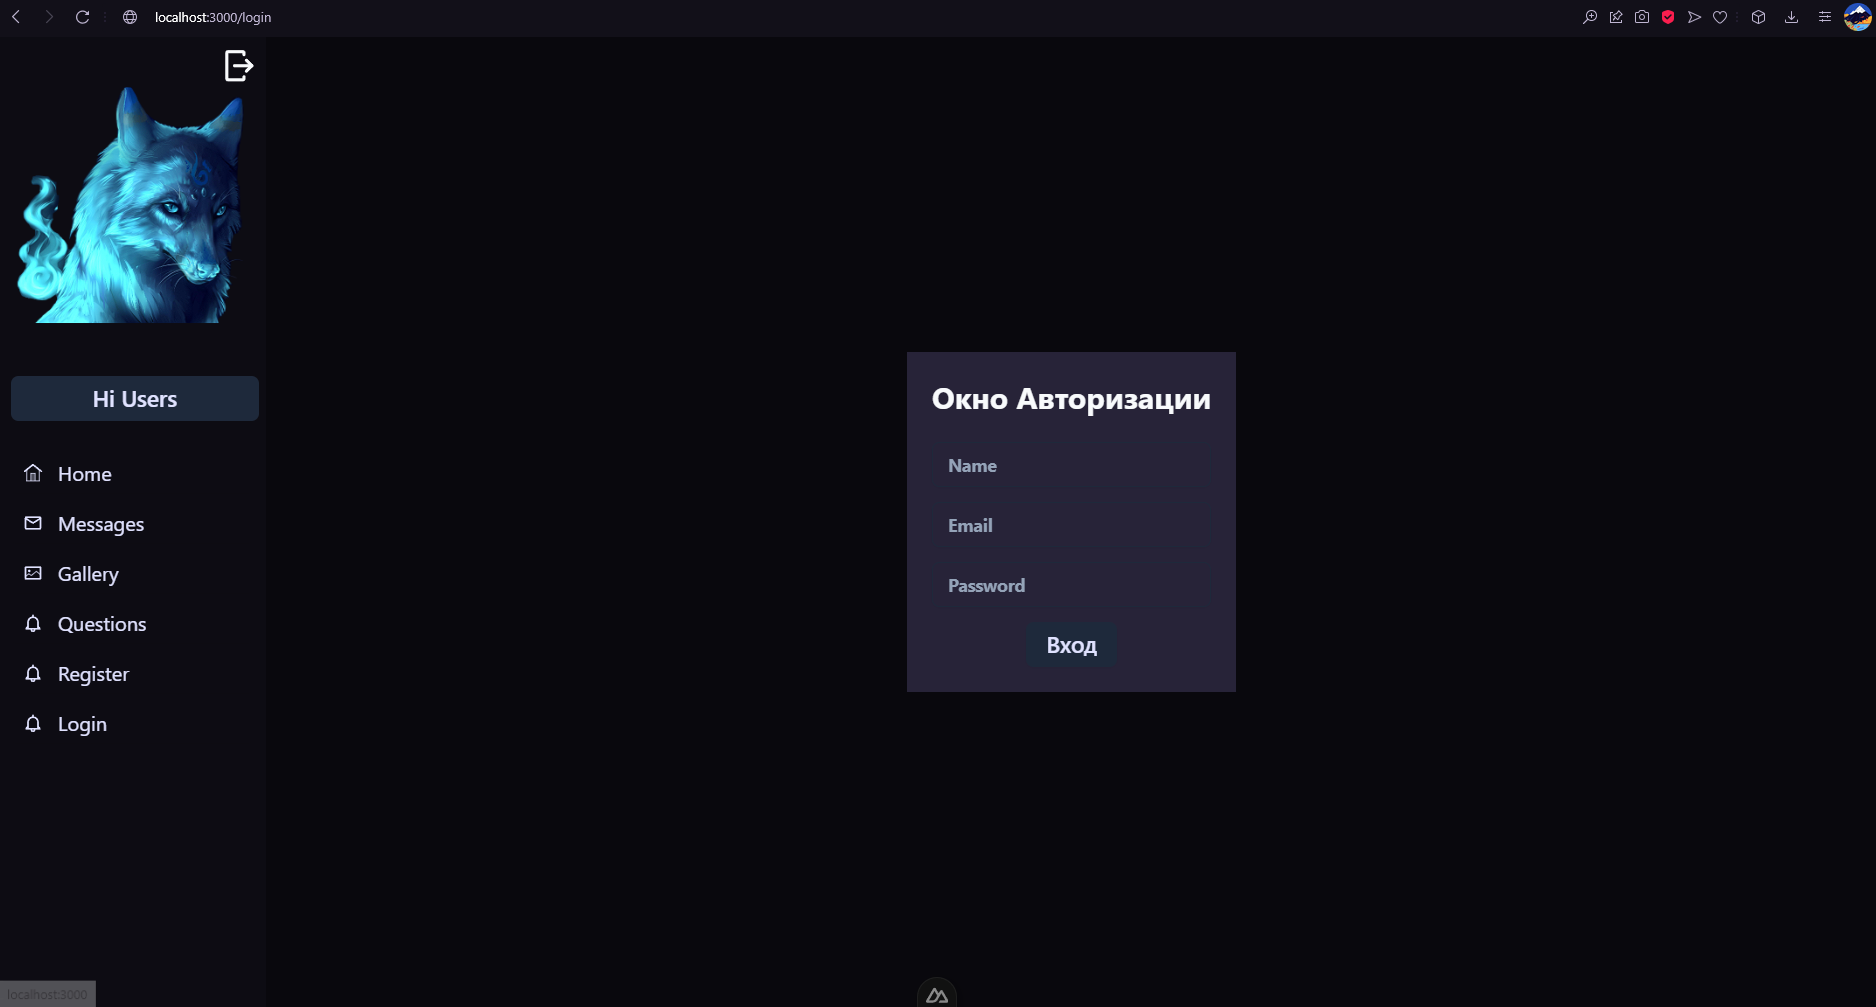 localhost:3000/login
Hi Users
Home
Messages
Gallery
Questions
Register
Login
Окно Авторизации
Name
Email
Password
Вход
localhost:3000